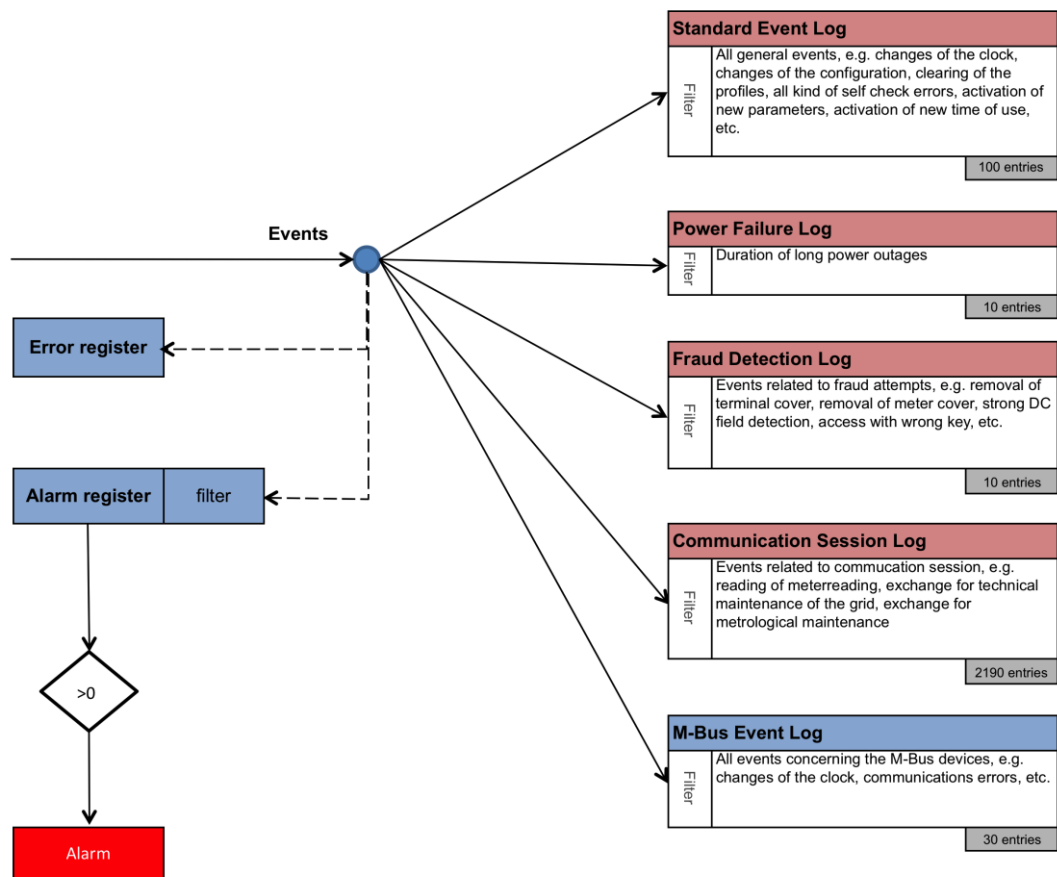 Standard Event Log
Filter
All general events, e.g. changes of the clock,
changes of the configuration, clearing of the
profiles, all kind of self check errors, activation of
new parameters, activation of new time of use,
etc.
100 entries
Events
Power Failure Log
Filter
Duration of long power outages
10 entries
Error register
Fraud Detection Log
Filter
Events related to fraud attempts, e.g. removal of
terminal cover, removal of meter cover, strong DC
field detection, access with wrong key, etc.
10 entries
Alarm register
filter
Communication Session Log
Filter
Events related to commucation session, e.g.
reading of meterreading, exchange for technical
maintenance of the grid, exchange for
metrological maintenance
2190 entries
>0
M-Bus Event Log
Filter
All events concerning the M-Bus devices, e.g.
changes of the clock, communications errors, etc.
30 entries
Alarm